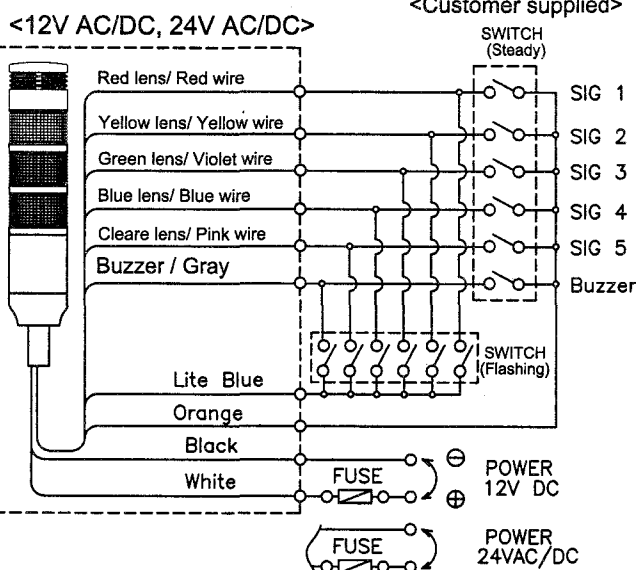 <Customer supplied>
<12V AC/DC, 24V AC/DC>
SWITCH
(Steady)
Red lens/ Red wire
SIG 1
Yellow lens/ Yellow wire
SIG 2
Green lens/ Violet wire
SIG 3
Blue lens/ Blue wire
SIG 4
Cleare lens/ Pink wire
SIG 5
Buzzer / Gray
Buzzer
SWITCH
(Flashing)
Lite Blue
Orange
Black
White
FUSE
⊖
⊕
POWER
12V DC
FUSE
POWER
24VAC/DC